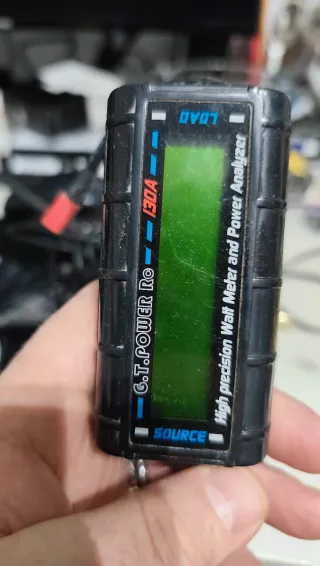 LOAD
G.T.POWER RC 130A
High precision Watt Meter and Power Analyzer
SOURCE